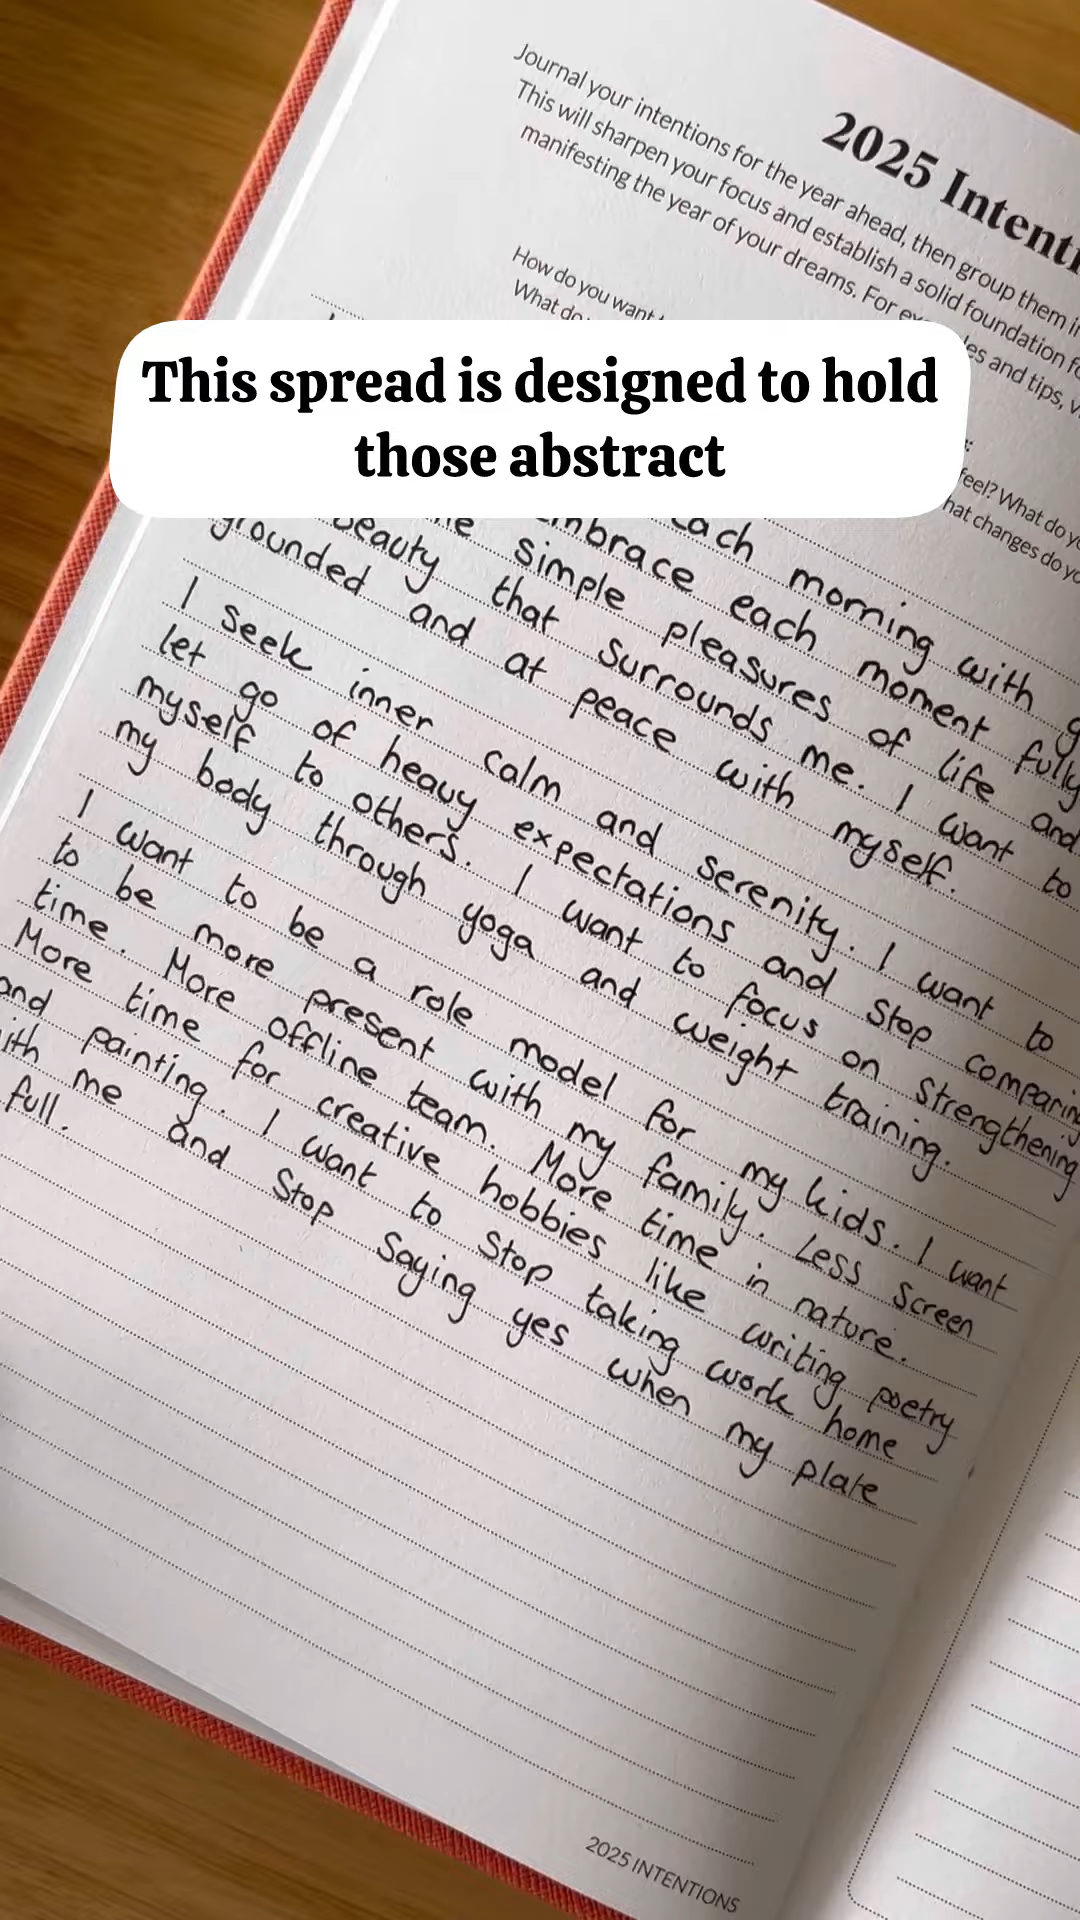 2025 Intenti
Journal your intentions for the year ahead, then group them i
This will sharpen your focus and establish a solid foundation f
manifesting the year of your dreams. For ex les and tips, v
How do you want feel? What do yo
What do hat changes do yo
This spread is designed to hold
those abstract
each morning with g
embrace each moment fully
simple pleasures of life and
beauty that surrounds me. I want to
grounded and at peace with myself.
I seek inner calm and serenity. I want to
let go of heavy expectations and stop comparing
myself to others. I want to focus on strengthening
my body through yoga and weight training.
I want to be a role model for my kids. I want
to be more present with my family. Less screen
time. More offline team. More time in nature.
More time for creative hobbies like writing poetry
and painting. I want to stop taking work home
ith me and stop saying yes when my plate
full.
2025 INTENTIONS